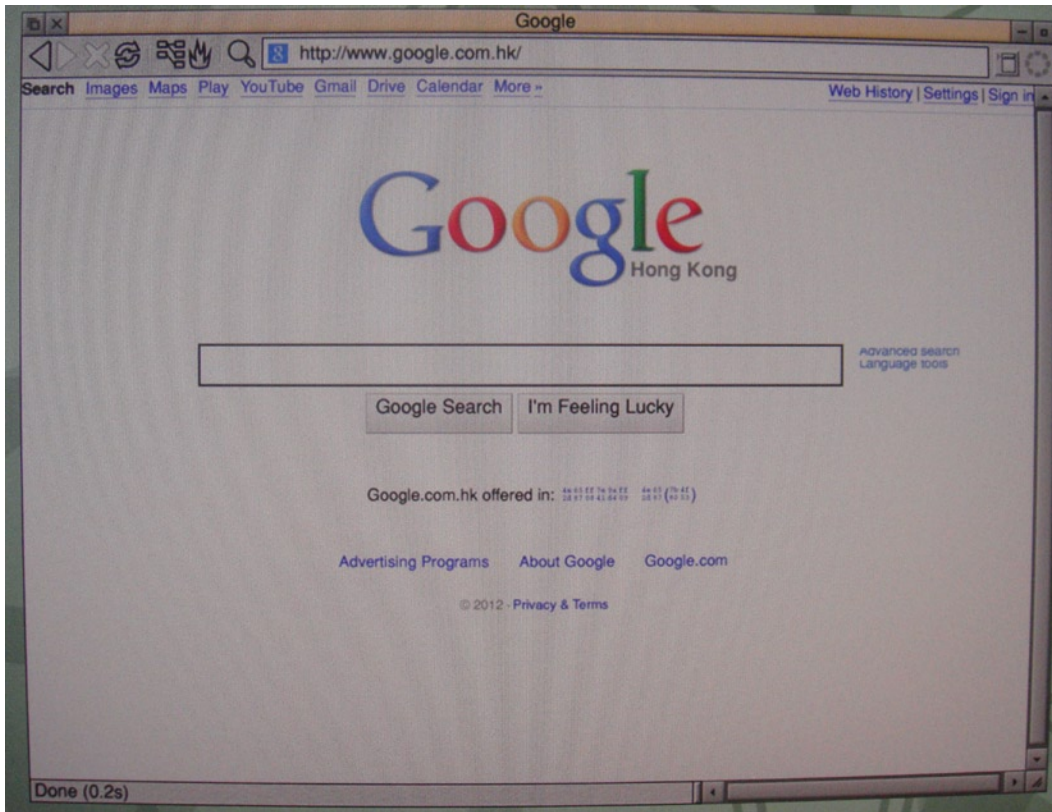 Google
http://www.google.com.hk/
Search Images Maps Play YouTube Gmail Drive Calendar More »
Web History | Settings | Sign in
Google
Hong Kong
Advanced search
Language tools
Google Search I'm Feeling Lucky
Google.com.hk offered in:
Advertising Programs About Google Google.com
© 2012 - Privacy & Terms
Done (0.2s)